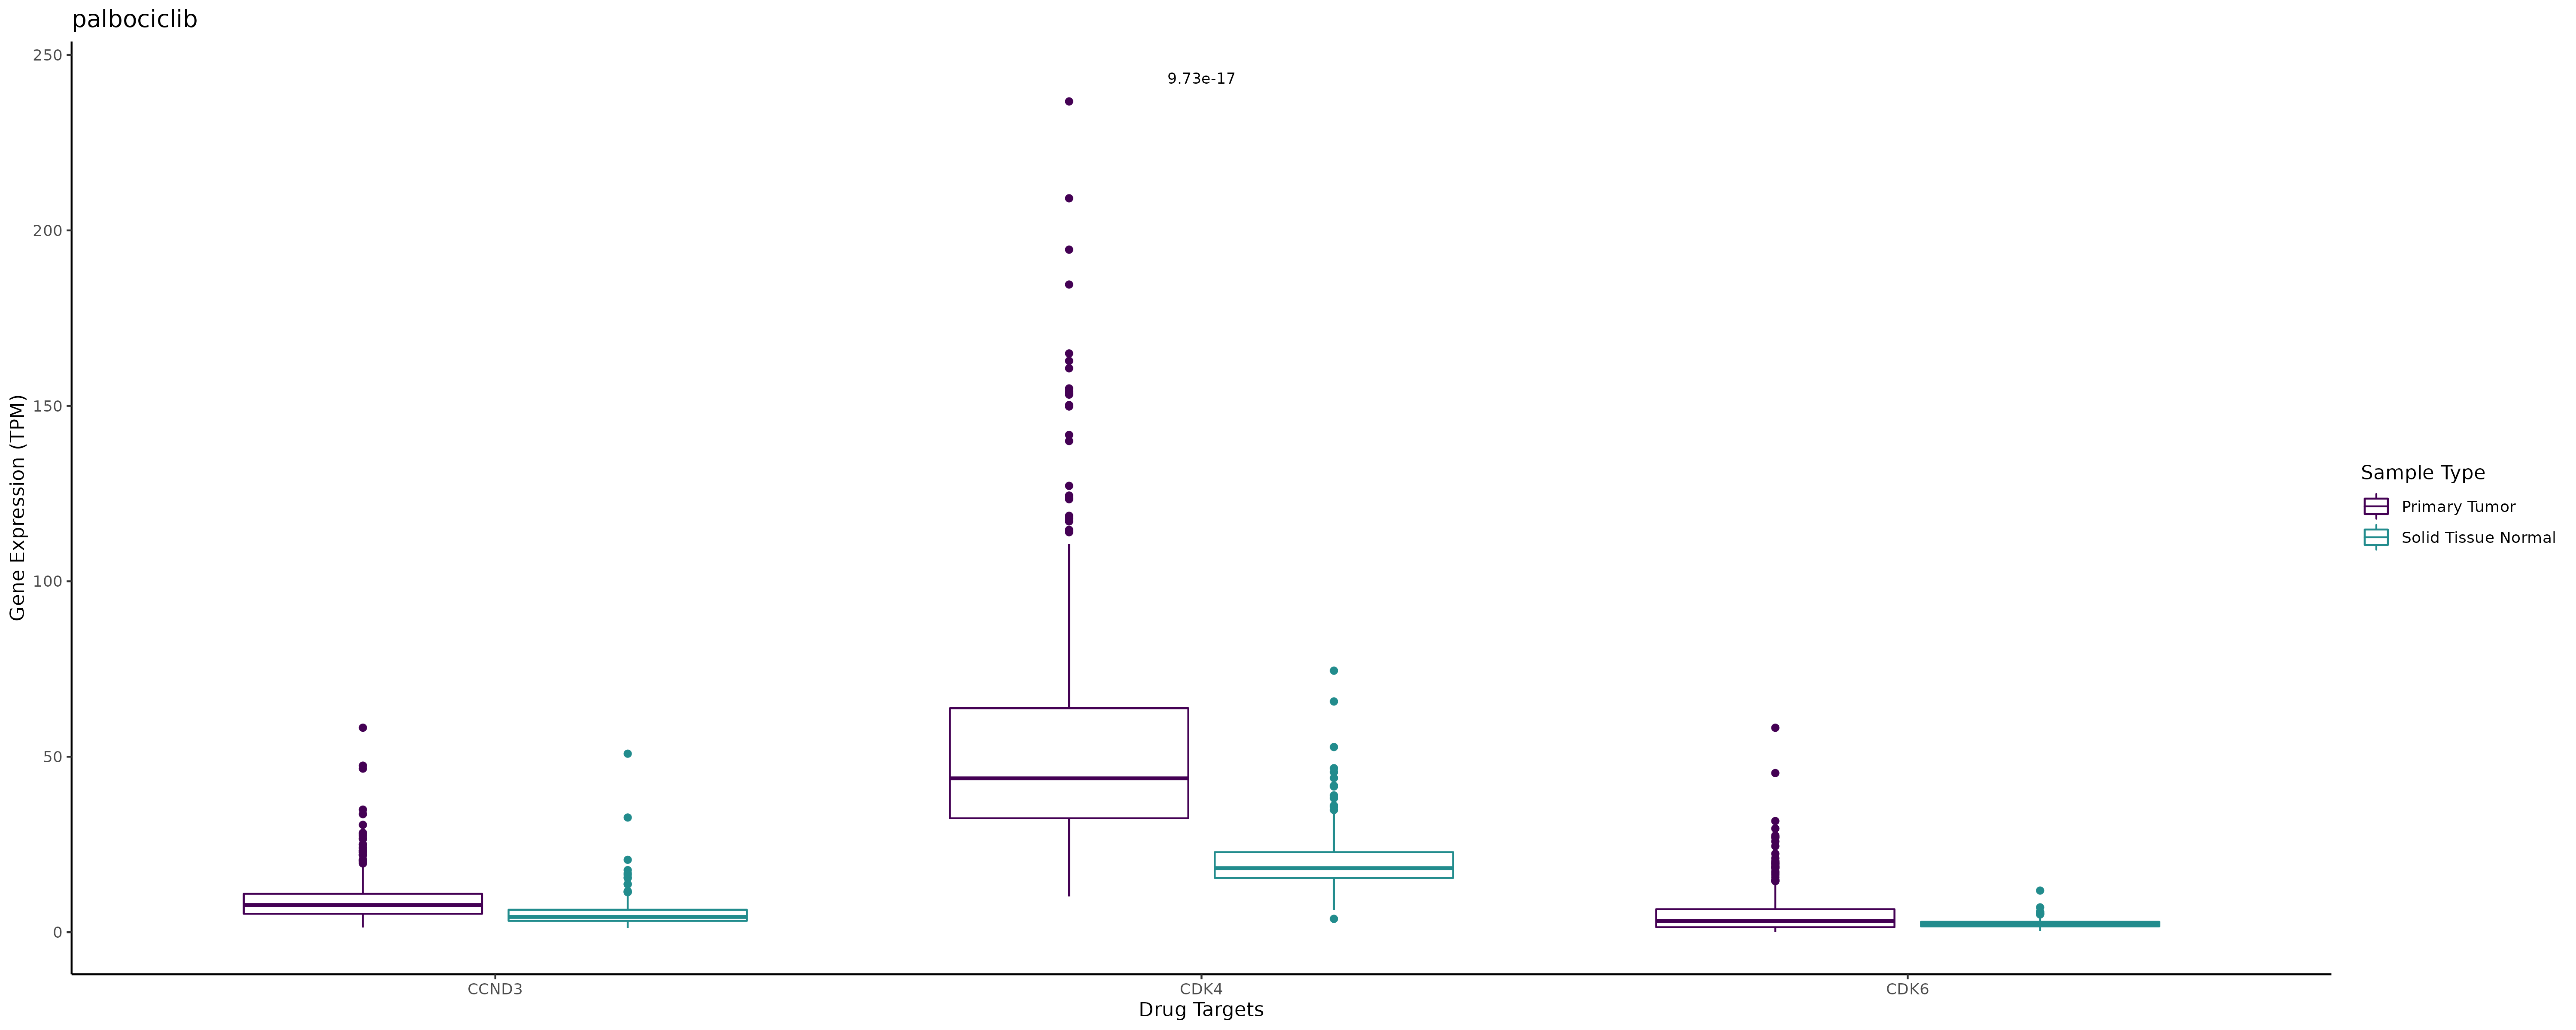 palbociclib
250
9.73e-17
200
150
100
50
0
Gene Expression (TPM)
CCND3
CDK4
CDK6
Drug Targets
Sample Type
Primary Tumor
Solid Tissue Normal